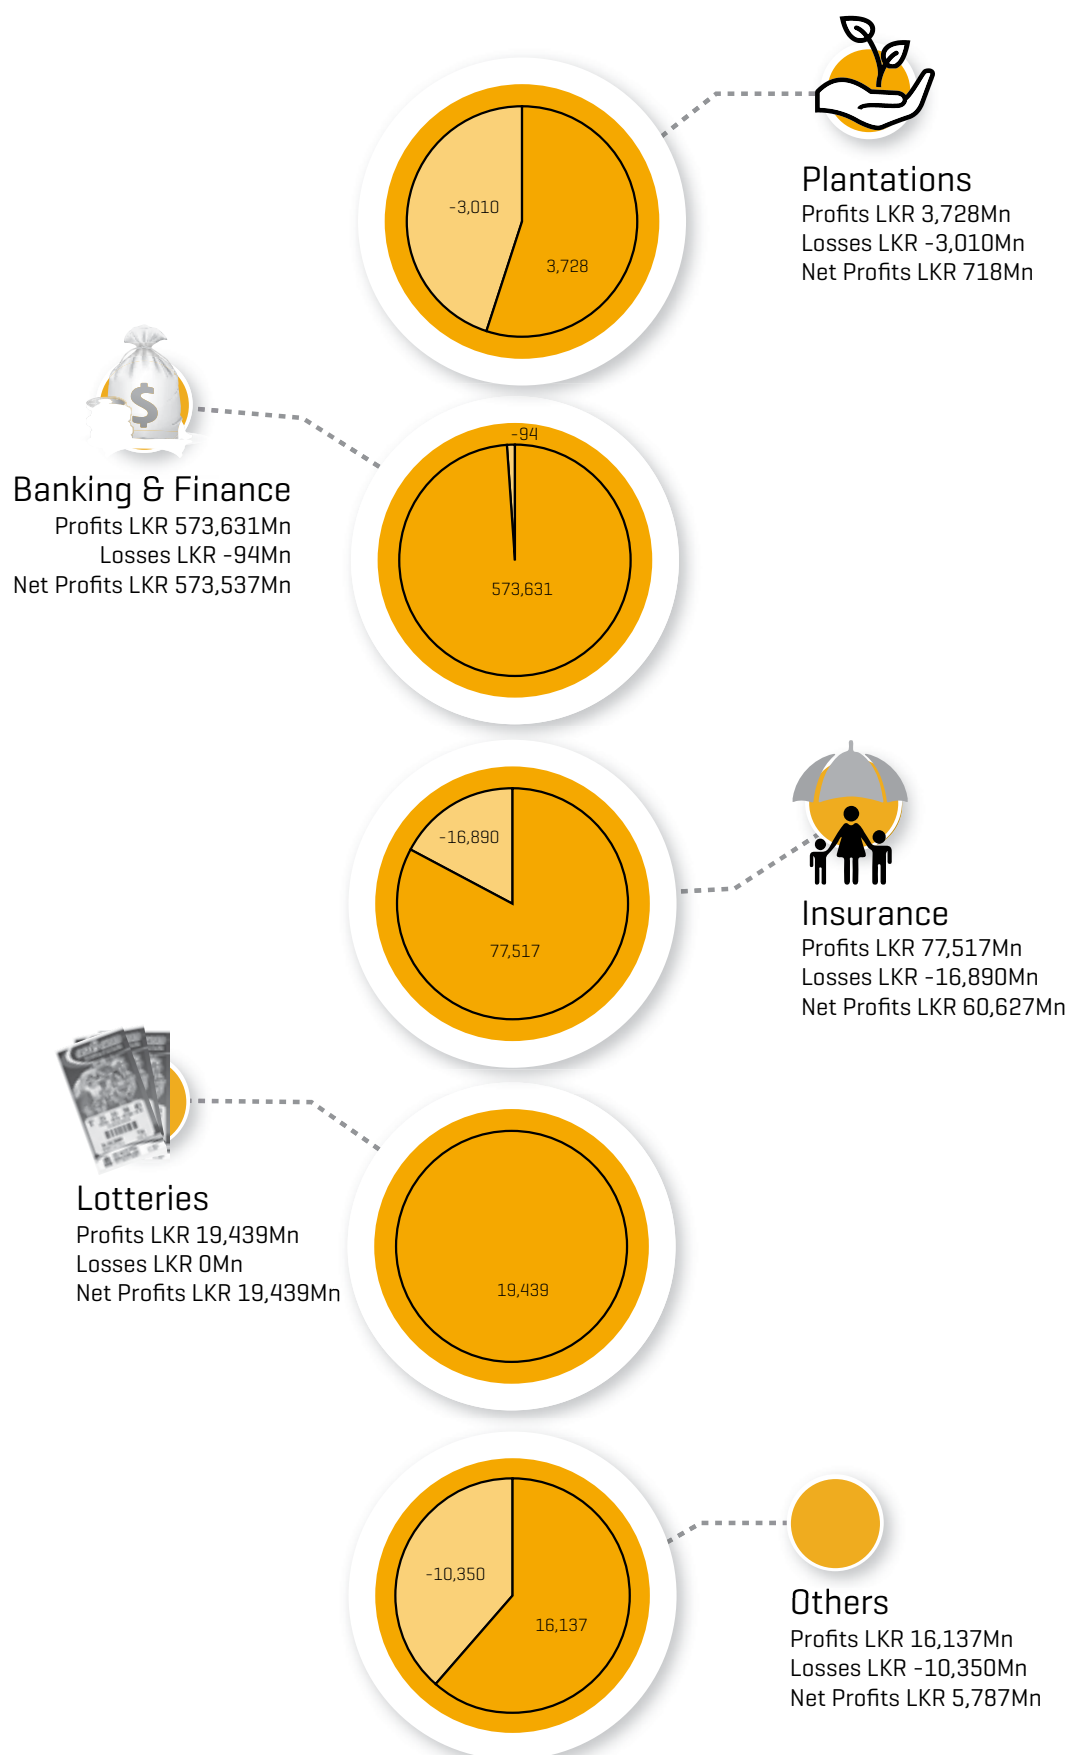 Plantations
Profits LKR 3,728Mn
Losses LKR -3,010Mn
Net Profits LKR 718Mn
-3,010
3,728
Banking & Finance
Profits LKR 573,631Mn
Losses LKR -94Mn
Net Profits LKR 573,537Mn
$
-94
573,631
Insurance
Profits LKR 77,517Mn
Losses LKR -16,890Mn
Net Profits LKR 60,627Mn
-16,890
77,517
Lotteries
Profits LKR 19,439Mn
Losses LKR 0Mn
Net Profits LKR 19,439Mn
19,439
Others
Profits LKR 16,137Mn
Losses LKR -10,350Mn
Net Profits LKR 5,787Mn
-10,350
16,137